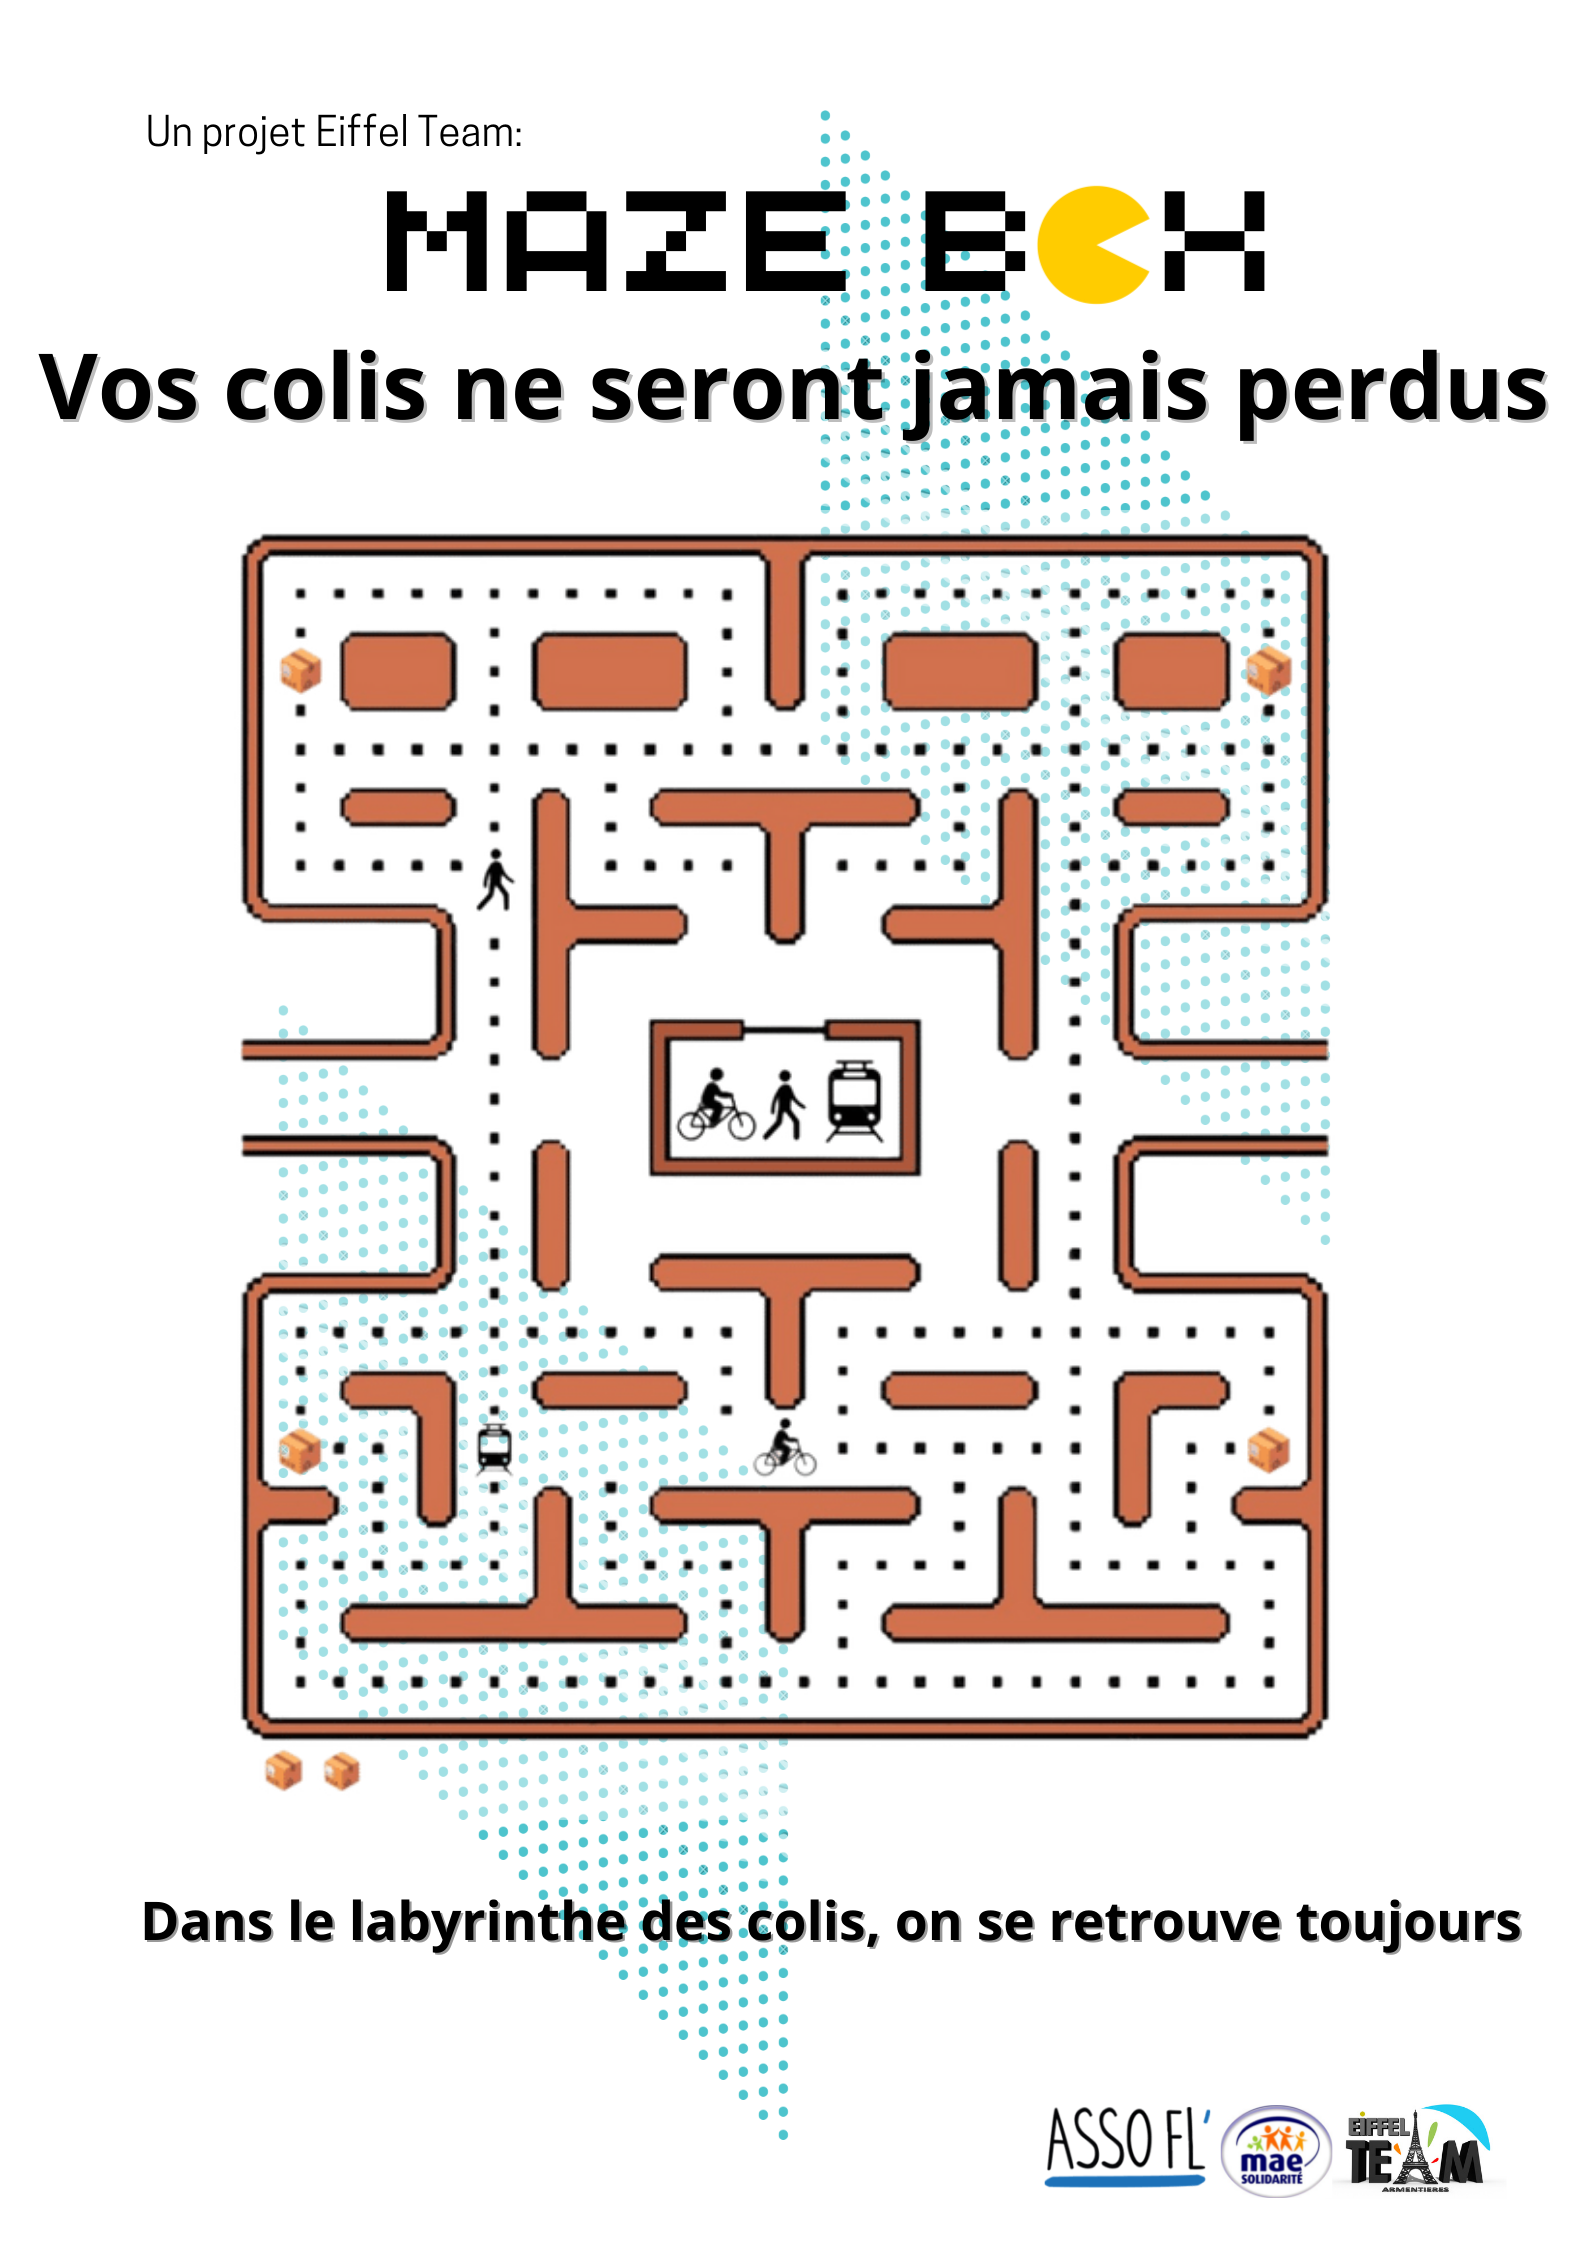 Un projet Eiffel Team:
MAZE BOX
Vos colis ne seront jamais perdus
Dans le labyrinthe des colis, on se retrouve toujours
ASSO FL'
mae
SOLIDARITÉ
EIFFEL
TEAM
ARMENTIERES